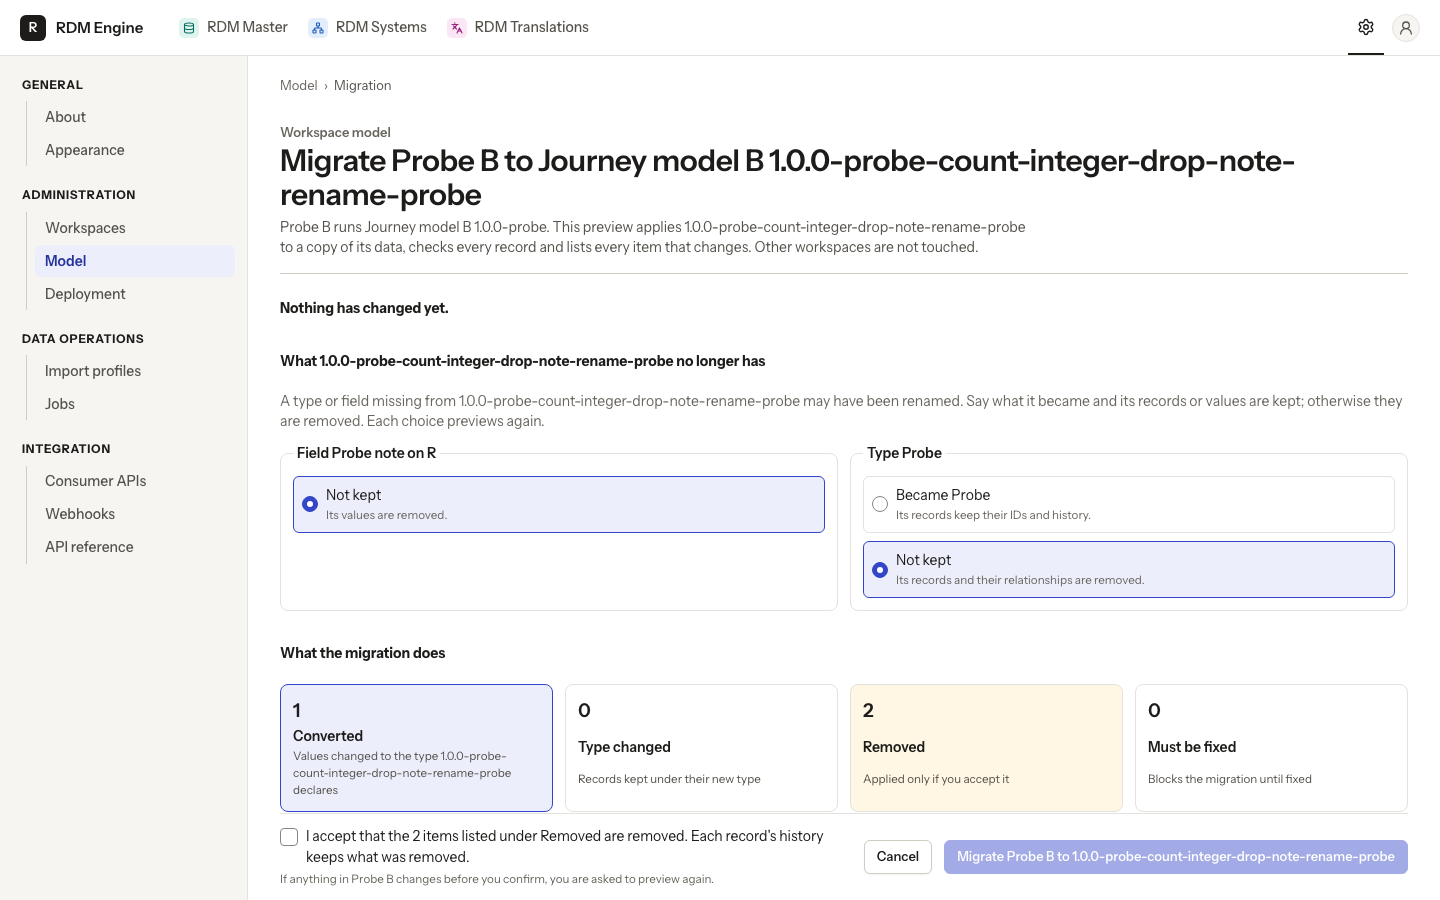 R RDM Engine RDM Master RDM Systems RDM Translations
GENERAL
About
Appearance
ADMINISTRATION
Workspaces
Model
Deployment
DATA OPERATIONS
Import profiles
Jobs
INTEGRATION
Consumer APIs
Webhooks
API reference
Model › Migration
Workspace model
Migrate Probe B to Journey model B 1.0.0-probe-count-integer-drop-note-
rename-probe
Probe B runs Journey model B 1.0.0-probe. This preview applies 1.0.0-probe-count-integer-drop-note-rename-probe
to a copy of its data, checks every record and lists every item that changes. Other workspaces are not touched.
Nothing has changed yet.
What 1.0.0-probe-count-integer-drop-note-rename-probe no longer has
A type or field missing from 1.0.0-probe-count-integer-drop-note-rename-probe may have been renamed. Say what it became and its records or values are kept; otherwise they
are removed. Each choice previews again.
Field Probe note on R
Not kept
Its values are removed.
Type Probe
Became Probe
Its records keep their IDs and history.
Not kept
Its records and their relationships are removed.
What the migration does
1
Converted
Values changed to the type 1.0.0-probe-
count-integer-drop-note-rename-probe
declares
0
Type changed
Records kept under their new type
2
Removed
Applied only if you accept it
0
Must be fixed
Blocks the migration until fixed
I accept that the 2 items listed under Removed are removed. Each record's history
keeps what was removed.
If anything in Probe B changes before you confirm, you are asked to preview again.
Cancel
Migrate Probe B to 1.0.0-probe-count-integer-drop-note-rename-probe